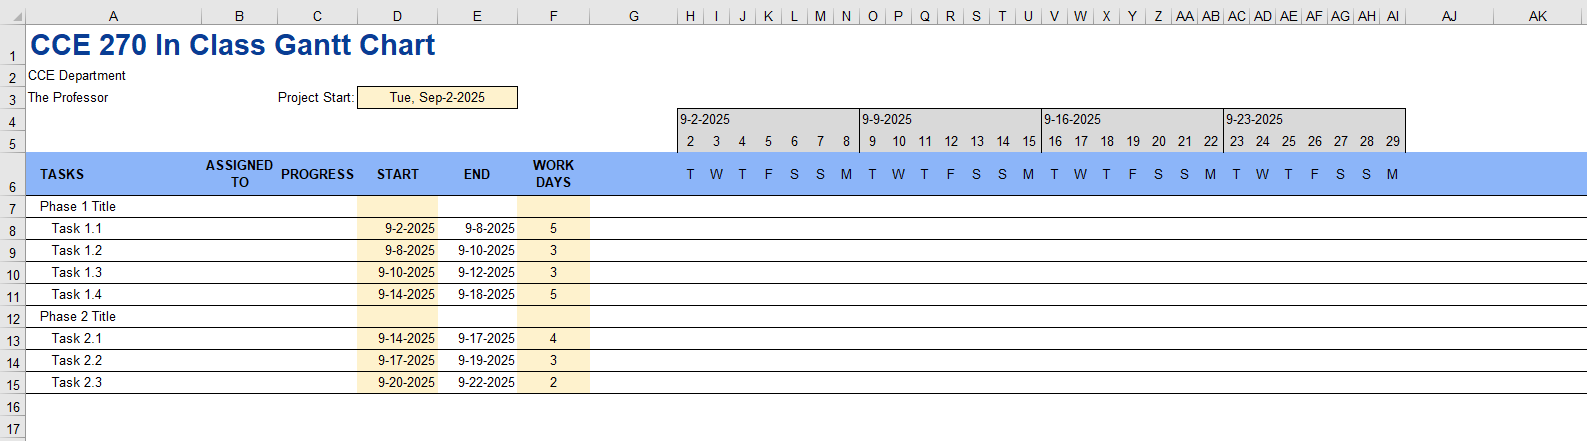 A B C D E F G H I J K L M N O P Q R S T U V W X Y Z AA AB AC AD AE AF AG AH AI AJ AK
1 CCE 270 In Class Gantt Chart
2 CCE Department
3 The Professor Project Start: Tue, Sep-2-2025
4 9-2-2025 9-9-2025 9-16-2025 9-23-2025
5 2 3 4 5 6 7 8 9 10 11 12 13 14 15 16 17 18 19 20 21 22 23 24 25 26 27 28 29
6 TASKS ASSIGNED TO PROGRESS START END WORK DAYS T W T F S S M T W T F S S M T W T F S S M T W T F S S M
7 Phase 1 Title
8 Task 1.1 9-2-2025 9-8-2025 5
9 Task 1.2 9-8-2025 9-10-2025 3
10 Task 1.3 9-10-2025 9-12-2025 3
11 Task 1.4 9-14-2025 9-18-2025 5
12 Phase 2 Title
13 Task 2.1 9-14-2025 9-17-2025 4
14 Task 2.2 9-17-2025 9-19-2025 3
15 Task 2.3 9-20-2025 9-22-2025 2
16
17